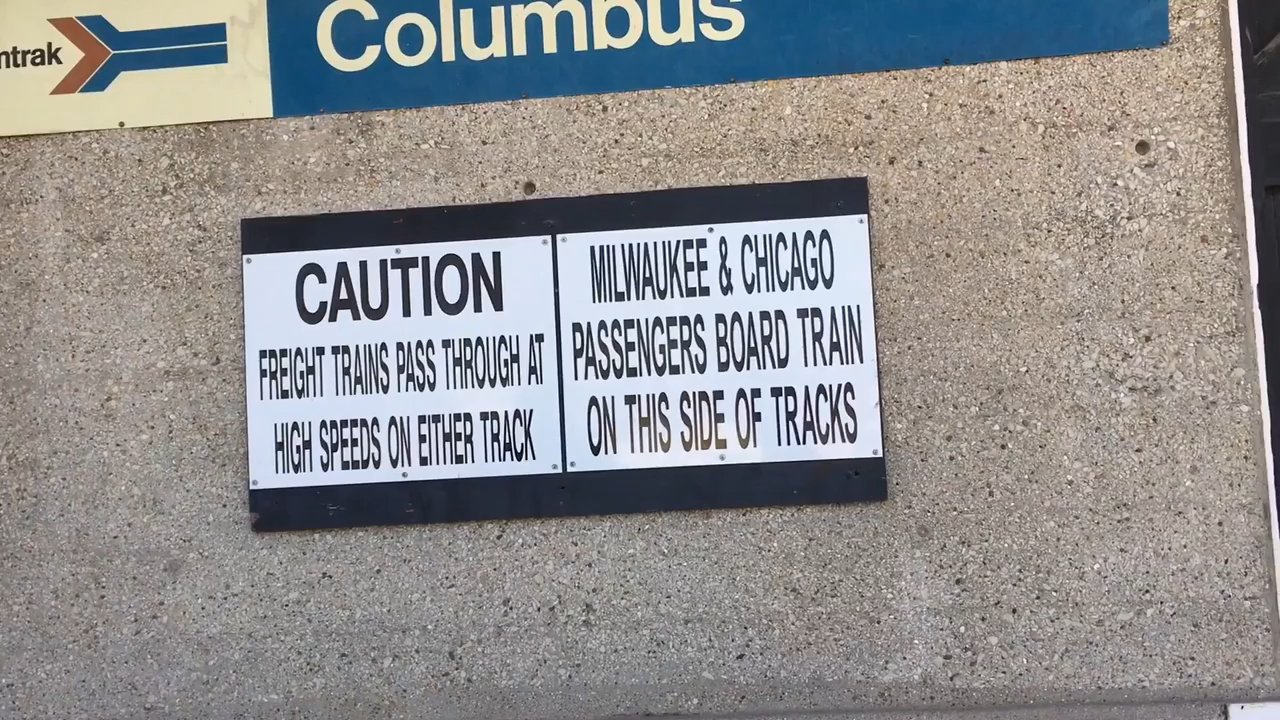 ntrak
Columbus
CAUTION
FREIGHT TRAINS PASS THROUGH AT
HIGH SPEEDS ON EITHER TRACK
MILWAUKEE & CHICAGO
PASSENGERS BOARD TRAIN
ON THIS SIDE OF TRACKS